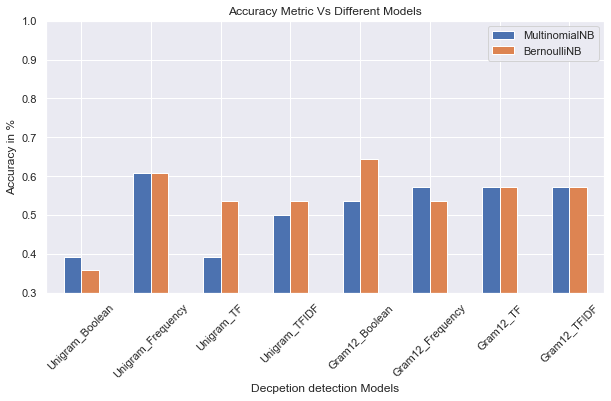 Accuracy Metric Vs Different Models
MultinomialNB
BernoulliNB
Accuracy in %
1.0
0.9
0.8
0.7
0.6
0.5
0.4
0.3
Unigram_Boolean
Unigram_Frequency
Unigram_TF
Unigram_TFIDF
Gram12_Boolean
Gram12_Frequency
Gram12_TF
Gram12_TFIDF
Decpetion detection Models